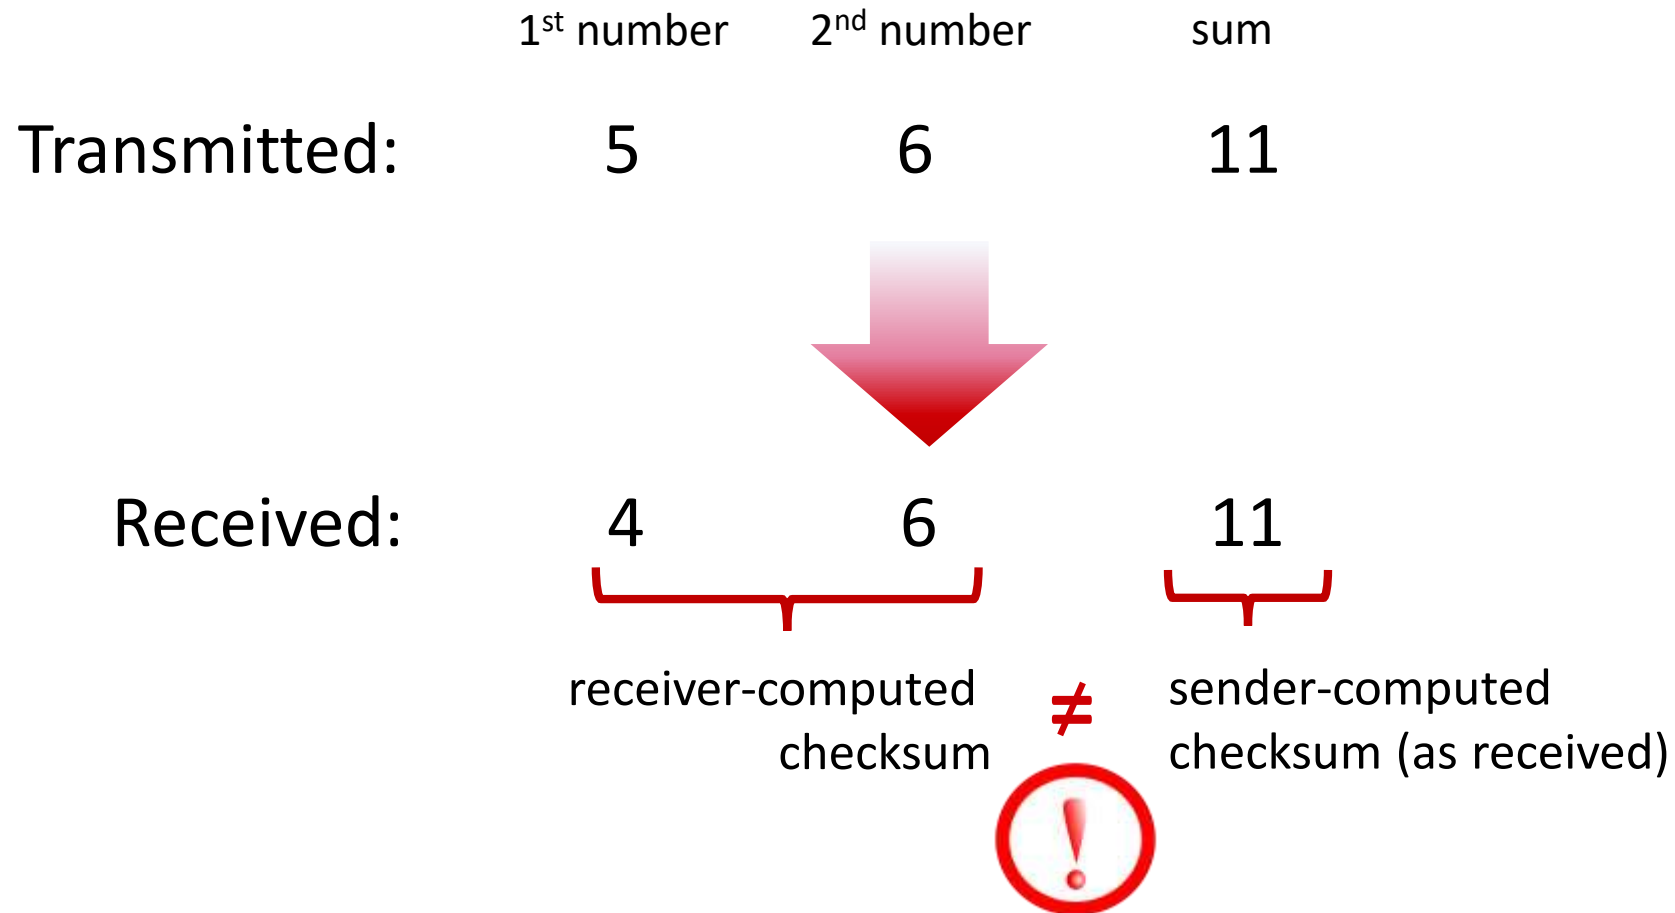 1st number 2nd number sum
Transmitted: 5 6 11
Received: 4 6 11
receiver-computed ≠ sender-computed
checksum checksum (as received)
!